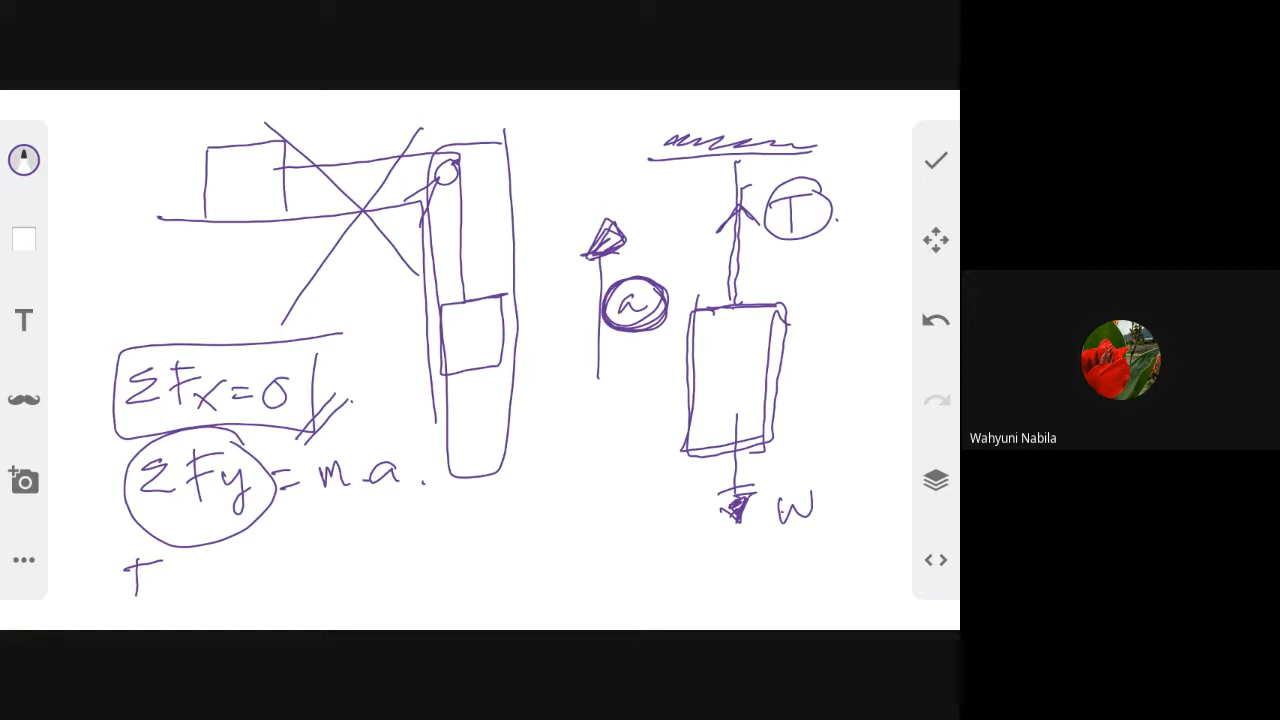 T
a
ΣFx = 0
ΣFy = m.a.
W
T
T
Wahyuni Nabila